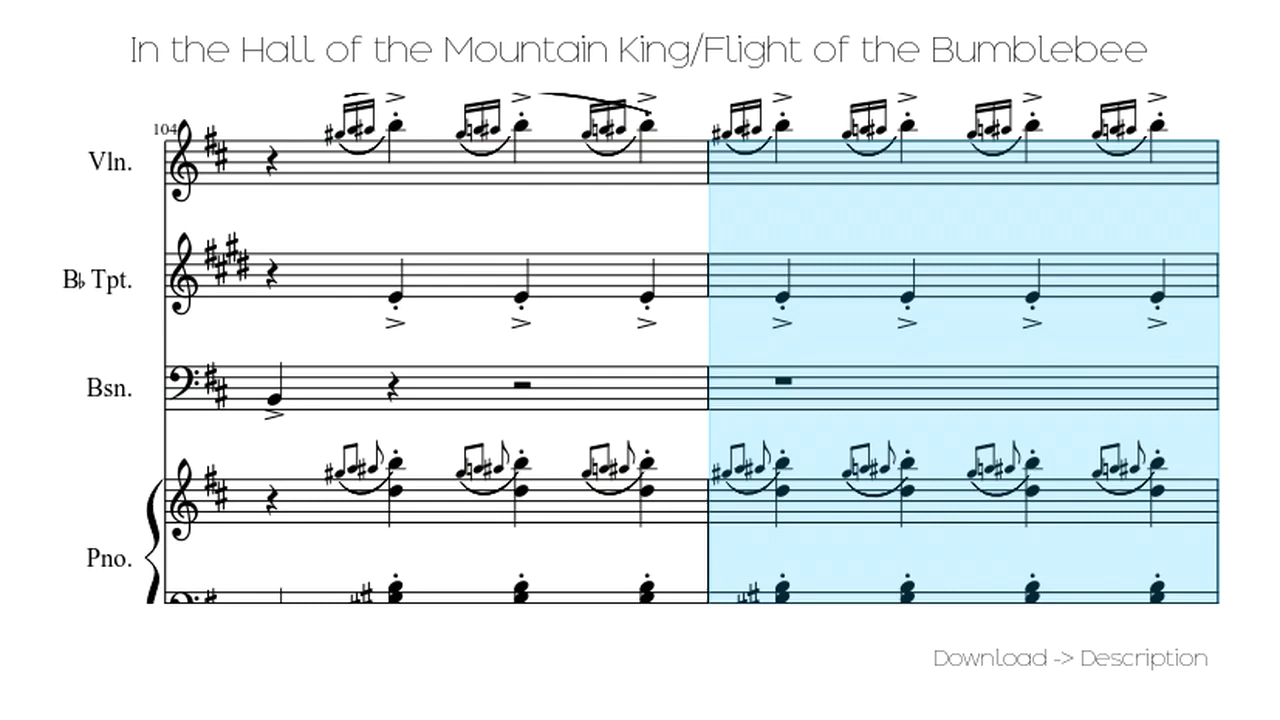 In the Hall of the Mountain King/Flight of the Bumblebee
104
Vln.
B♭ Tpt.
Bsn.
Pno.
Download -> Description